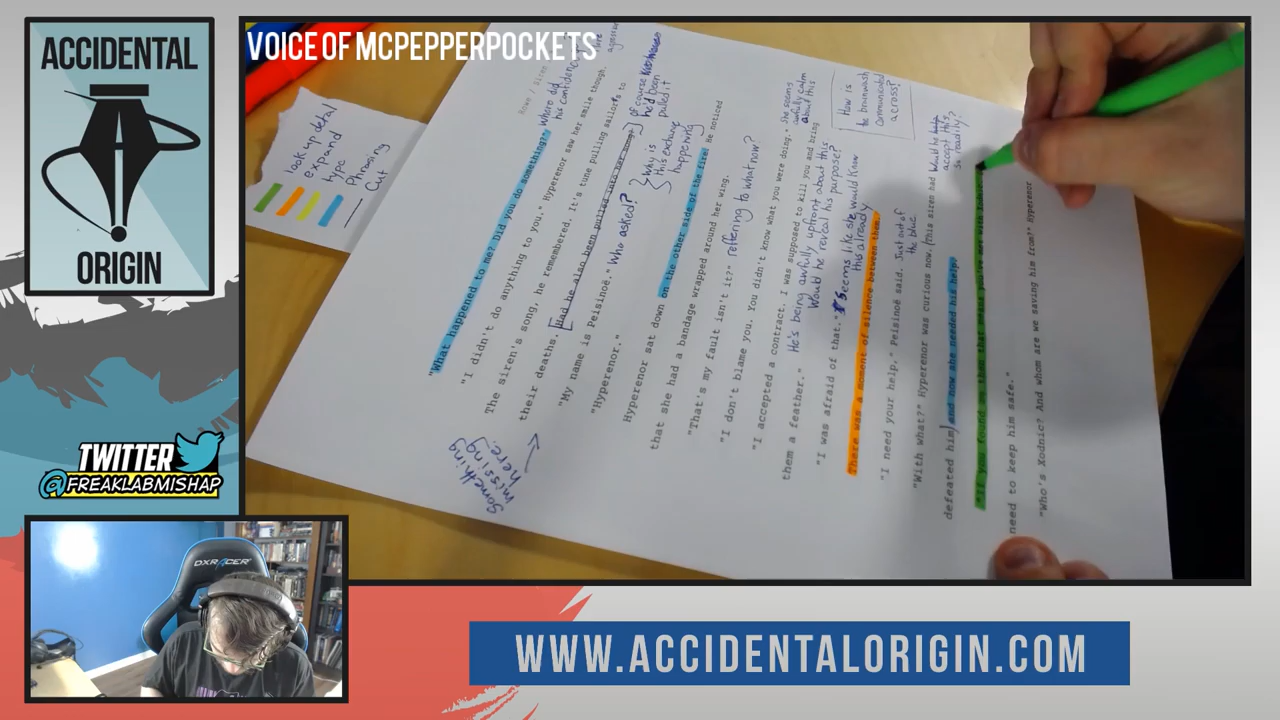 ACCIDENTAL
ORIGIN
VOICE OF MCPEPPERPOCKETS
look up detail
expand
type
Phrasing
Cut
"What happened to me? Did you do something?" where did his confidence
"I didn't do anything to you." Hyperenor saw her smile though.
The siren's song, he remembered. It's tune pulling sailors to
their deaths. [Had he also been pulled into her song?] of course he'd been pulled it
Something missing here.
"My name is Peisinoë." Who asked?
Why is this exchange happening
"Hyperenor."
Hyperenor sat down on the other side of the fire. He noticed
that she had a bandage wrapped around her wing.
"That's my fault isn't it?" reffering to what now?
"I don't blame you. You didn't know what you were doing." She seems awfully calm about this
"I accepted a contract. I was supposed to kill you and bring
them a feather." He's being awfully upfront about this
Would he reveal his purpose?
"I was afraid of that." Seems like she would know this already
How is the brainwash communicated across?
There was a moment of silence between them.
"I need your help." Peisinoë said. Just out of the blue
"With what?" Hyperenor was curious now. [This siren had
defeated him] and now she needed his help. Would he accept this so readily?
"If you found me that means you've met with Xodnic. I
need to keep him safe."
"Who's Xodnic? And whom are we saving him from?" Hyperenor
TWITTER
@FREAKLABMISHAP
DXRACER
WWW.ACCIDENTALORIGIN.COM